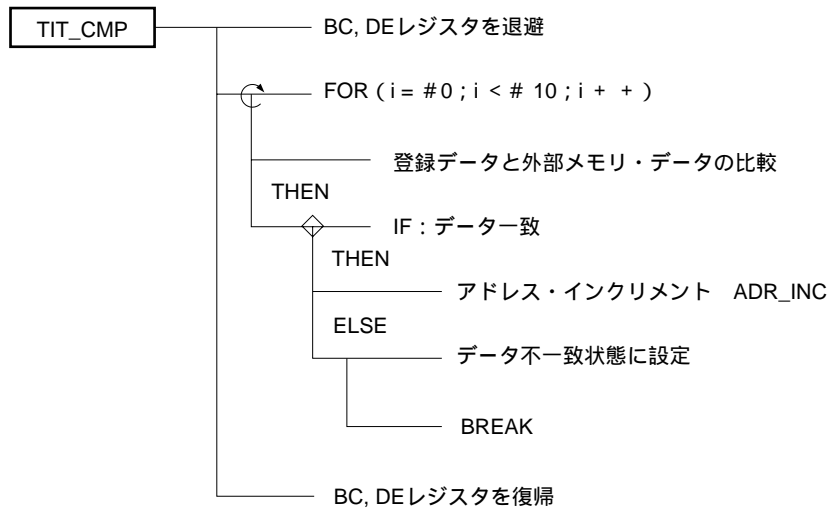 TIT_CMP
BC, DEレジスタを退避
FOR ( i = #0 ; i < # 10 ; i + + )
登録データと外部メモリ・データの比較
THEN
IF : データ一致
THEN
アドレス・インクリメント ADR_INC
ELSE
データ不一致状態に設定
BREAK
BC, DEレジスタを復帰